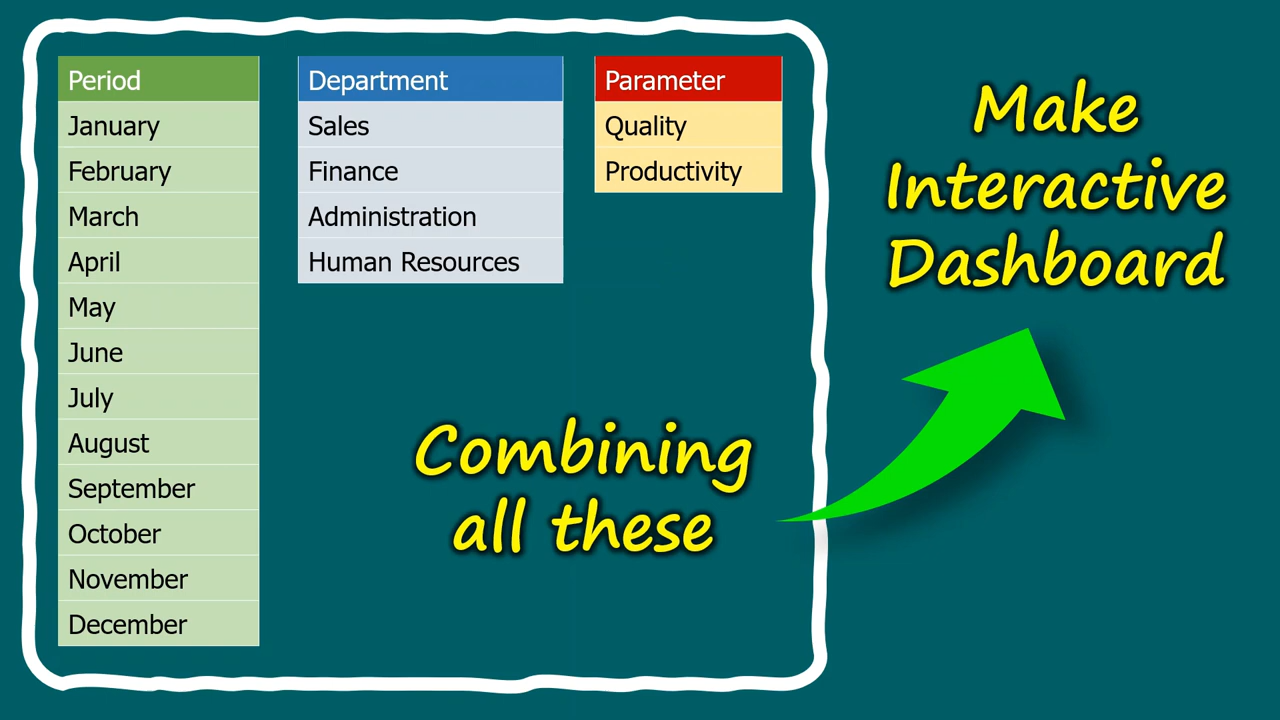 Period
January
February
March
April
May
June
July
August
September
October
November
December
Department
Sales
Finance
Administration
Human Resources
Parameter
Quality
Productivity
Combining
all these
Make
Interactive
Dashboard